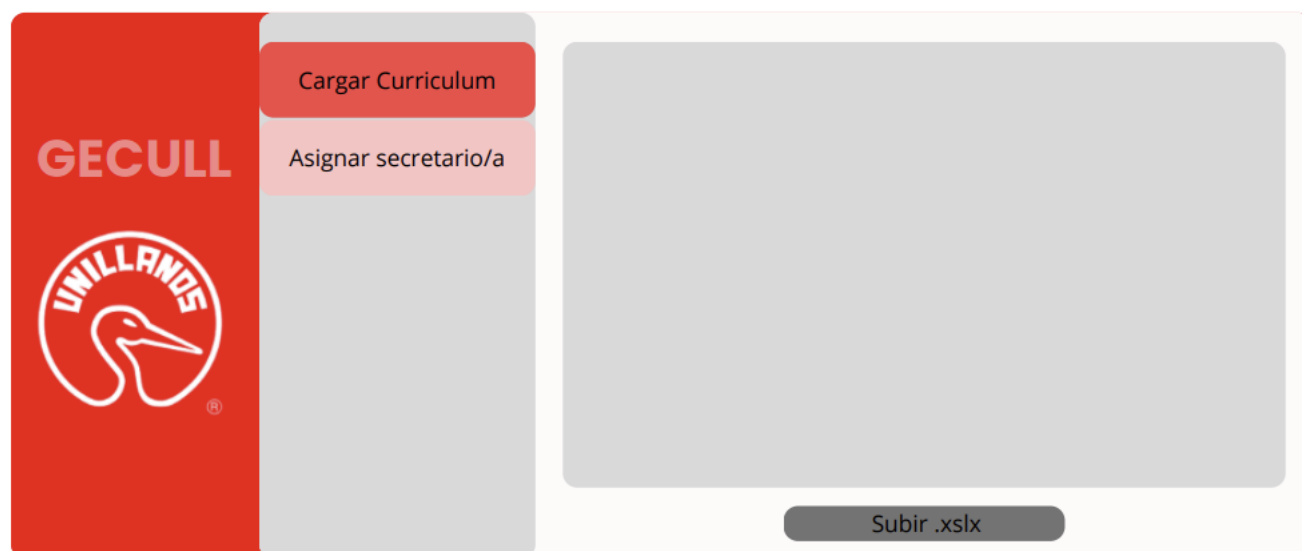 GECULL
UNILLANOS
®
Cargar Curriculum
Asignar secretario/a
Subir .xslx